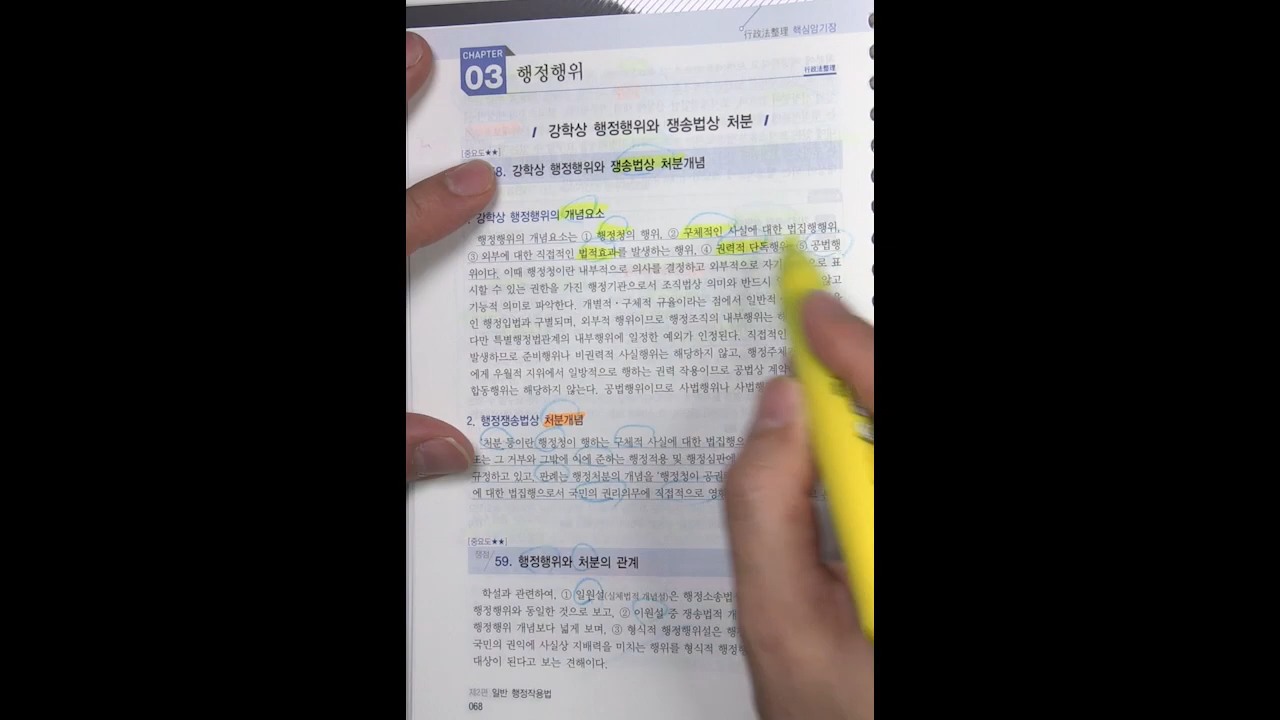 行政法整理 핵심암기장
CHAPTER
03 행정행위
行政法整理
강학상 행정행위와 쟁송법상 처분
[중요도★★]
58. 강학상 행정행위와 쟁송법상 처분개념
강학상 행정행위의 개념요소
행정행위의 개념요소는 ① 행정청의 행위, ② 구체적인 사실에 대한 법집행행위,
③ 외부에 대한 직접적인 법적효과를 발생하는 행위, ④ 권력적 단독행위 ⑤ 공법행
위이다. 이때 행정청이란 내부적으로 의사를 결정하고 외부적으로 표
시할 수 있는 권한을 가진 행정기관으로서 조직법상 의미와 반드시 않고
기능적 의미로 파악한다. 개별적·구체적 규율이라는 점에서 일반적
인 행정입법과 구별되며, 외부적 행위이므로 행정조직의 내부행위는
다만 특별행정법관계의 내부행위에 일정한 예외가 인정된다. 직접적인
발생하므로 준비행위나 비권력적 사실행위는 해당하지 않고, 행정주체
에게 우월적 지위에서 일방적으로 행하는 권력 작용이므로 공법상 계약
합동행위는 해당하지 않는다. 공법행위이므로 사법행위나
2. 행정쟁송법상 처분개념
'처분 등'이란 행정청이 행하는 구체적 사실에 대한 법집행으
또는 그 거부와 그밖에 이에 준하는 행정작용 및 행정심판에
규정하고 있고, 판례는 행정처분의 개념을 '행정청이 공권
에 대한 법집행으로서 국민의 권리의무에 직접적으로
[중요도★★]
쟁점 59. 행정행위와 처분의 관계
학설과 관련하여, ① 일원설(실체법적 개념설)은 행정소송법
행정행위와 동일한 것으로 보고, ② 이원설 중 쟁송법적 개
행정행위 개념보다 넓게 보며, ③ 형식적 행정행위설은
국민의 권익에 사실상 지배력을 미치는 행위를 형식적 행정행
대상이 된다고 보는 견해이다.
제2편 일반 행정작용법
068